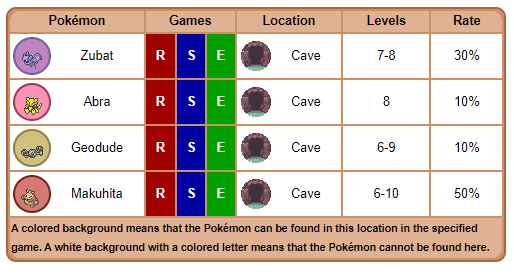 Pokémon Games Location Levels Rate
Zubat R S E Cave 7-8 30%
Abra R S E Cave 8 10%
Geodude R S E Cave 6-9 10%
Makuhita R S E Cave 6-10 50%
A colored background means that the Pokémon can be found in this location in the specified
game. A white background with a colored letter means that the Pokémon cannot be found here.